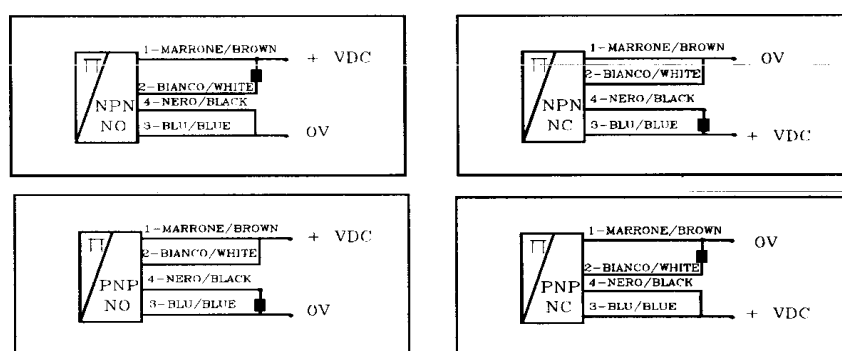 1-MARRONE/BROWN
+ VDC
2-BIANCO/WHITE
4-NERO/BLACK
NPN
NO
3-BLU/BLUE
0V
1-MARRONE/BROWN
0V
2-BIANCO/WHITE
4-NERO/BLACK
NPN
NC
3-BLU/BLUE
+ VDC
1-MARRONE/BROWN
+ VDC
2-BIANCO/WHITE
4-NERO/BLACK
PNP
NO
3-BLU/BLUE
0V
1-MARRONE/BROWN
0V
2-BIANCO/WHITE
4-NERO/BLACK
PNP
NC
3-BLU/BLUE
+ VDC